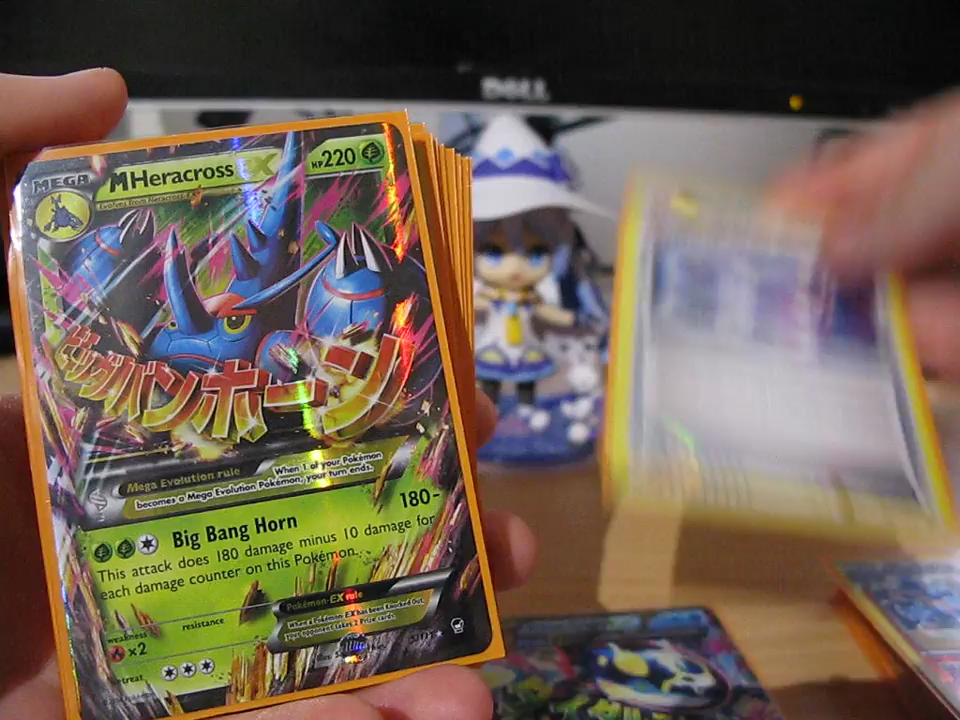 DELL
MEGA
MHeracross EX
HP220
Evolves from Heracross-EX
ビッグバンホーン
Mega Evolution rule
When 1 of your Pokémon
becomes a Mega Evolution Pokémon, your turn ends.
Big Bang Horn
180-
This attack does 180 damage minus 10 damage for
each damage counter on this Pokémon.
Pokémon-EX rule
When a Pokémon-EX has been Knocked Out,
your opponent takes 2 Prize cards.
weakness
resistance
×2
retreat